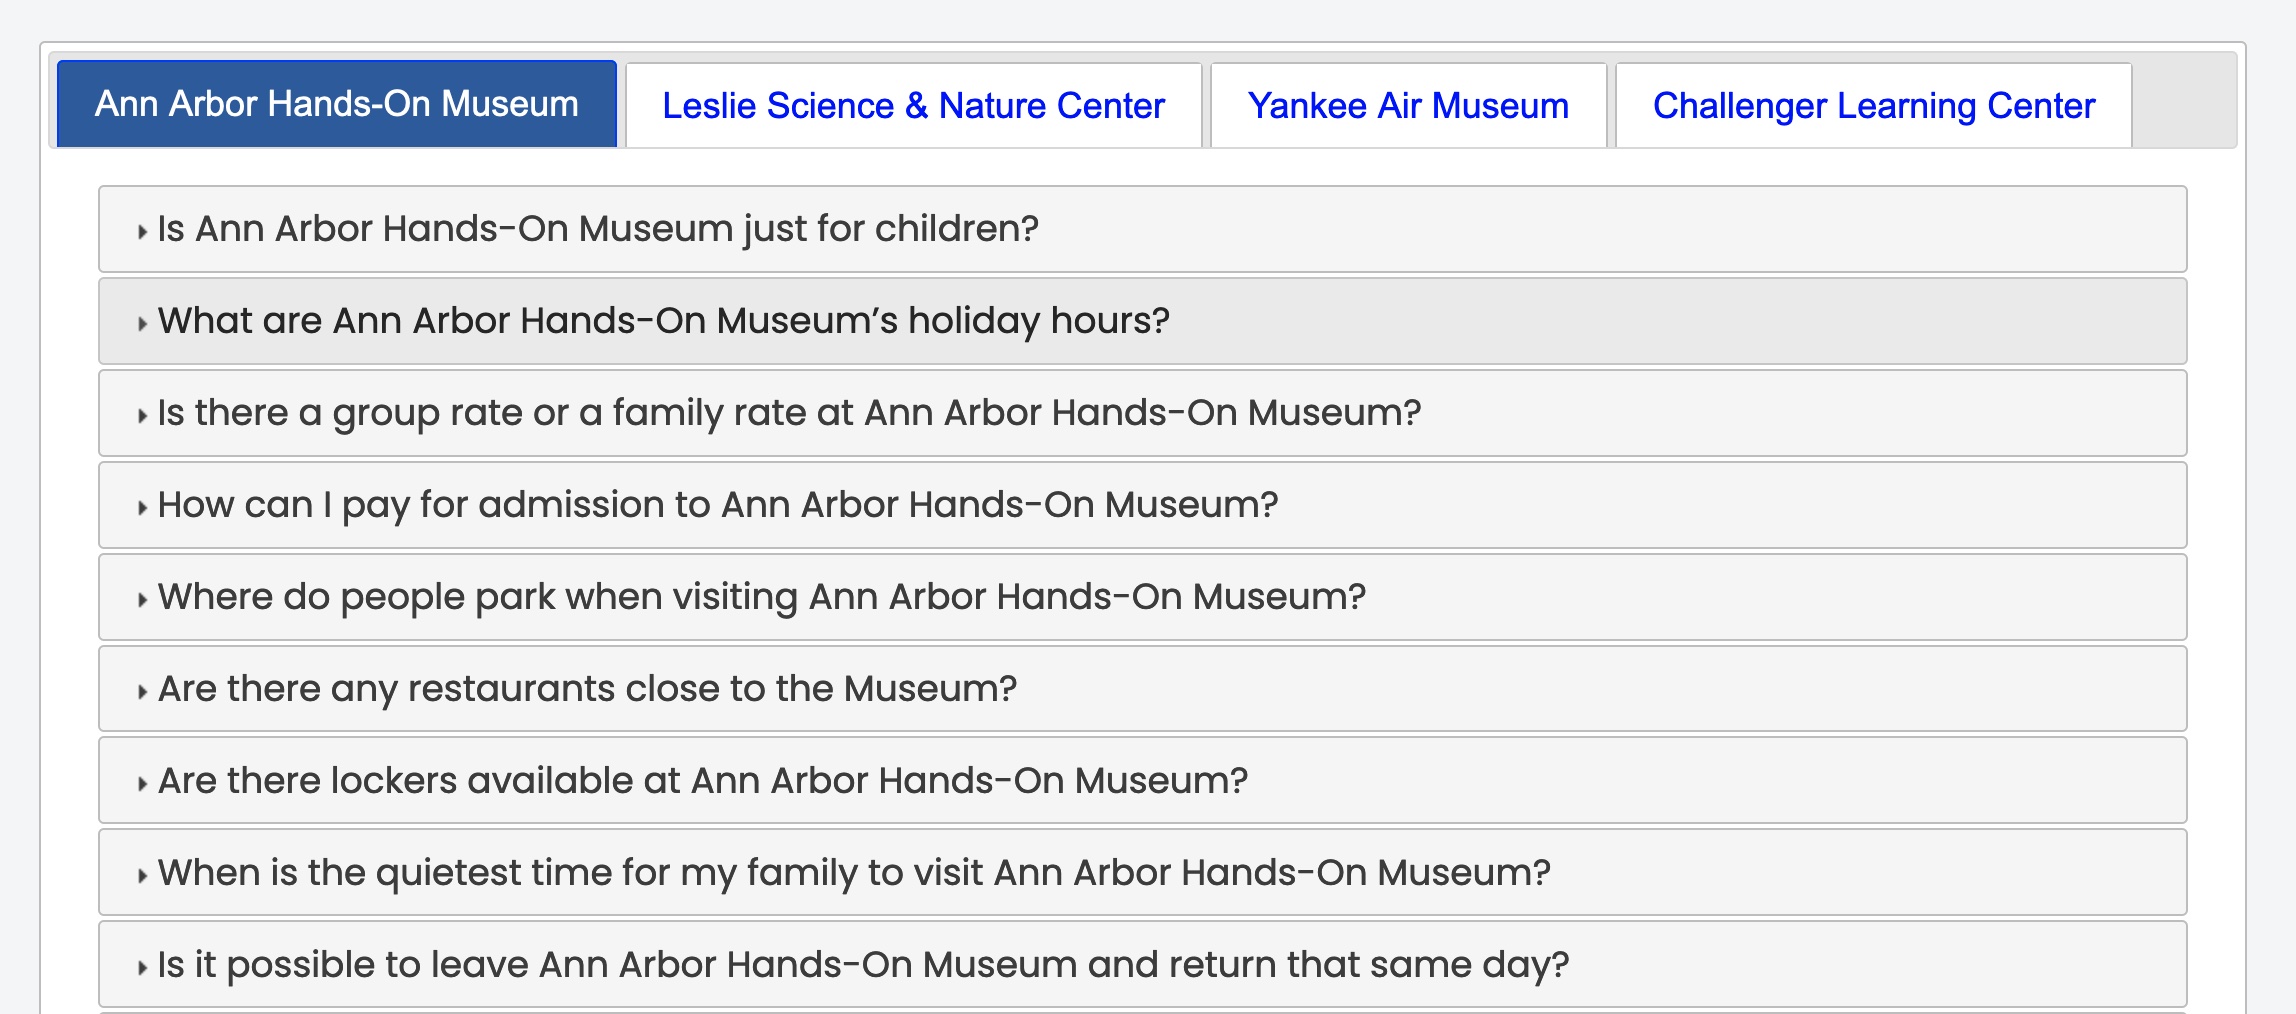 Ann Arbor Hands-On Museum
Leslie Science & Nature Center
Yankee Air Museum
Challenger Learning Center
Is Ann Arbor Hands-On Museum just for children?
What are Ann Arbor Hands-On Museum’s holiday hours?
Is there a group rate or a family rate at Ann Arbor Hands-On Museum?
How can I pay for admission to Ann Arbor Hands-On Museum?
Where do people park when visiting Ann Arbor Hands-On Museum?
Are there any restaurants close to the Museum?
Are there lockers available at Ann Arbor Hands-On Museum?
When is the quietest time for my family to visit Ann Arbor Hands-On Museum?
Is it possible to leave Ann Arbor Hands-On Museum and return that same day?